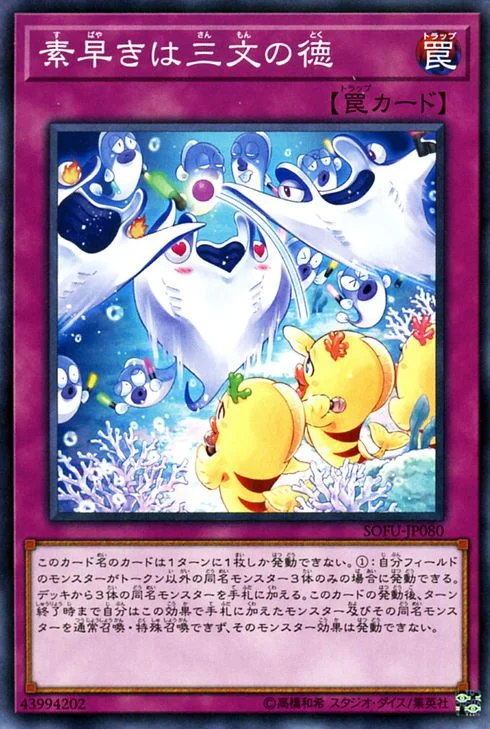 素早きは三文の徳
罠
【罠カード】
SOFU-JP080
このカード名のカードは1ターンに1枚しか発動できない。①：自分フィールド
のモンスターがトークン以外の同名モンスター3体のみの場合に発動できる。
デッキから3体の同名モンスターを手札に加える。このカードの発動後、ターン
終了時まで自分はこの効果で手札に加えたモンスター及びその同名モンス
ターを通常召喚・特殊召喚できず、そのモンスター効果は発動できない。
43994202
©高橋和希 スタジオ・ダイス/集英社